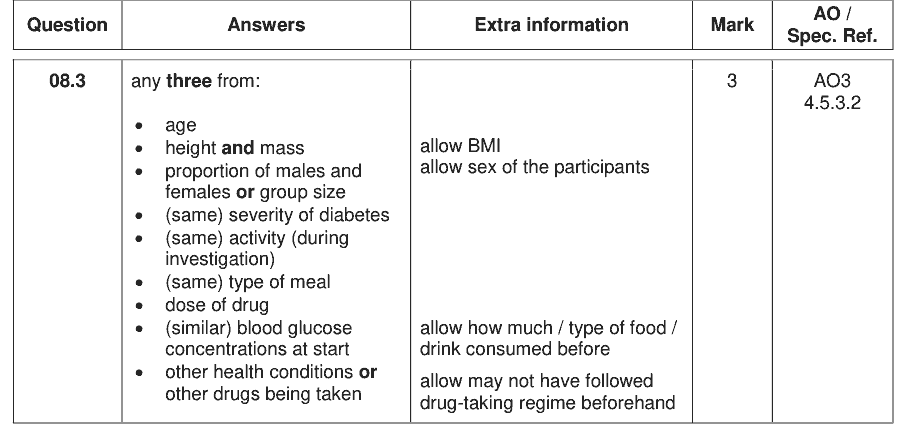 Question Answers Extra information Mark AO /
Spec. Ref.
08.3 any three from: 3 AO3
4.5.3.2
• age
• height and mass allow BMI
• proportion of males and allow sex of the participants
females or group size
• (same) severity of diabetes
• (same) activity (during
investigation)
• (same) type of meal
• dose of drug
• (similar) blood glucose allow how much / type of food /
concentrations at start drink consumed before
• other health conditions or allow may not have followed
other drugs being taken drug-taking regime beforehand